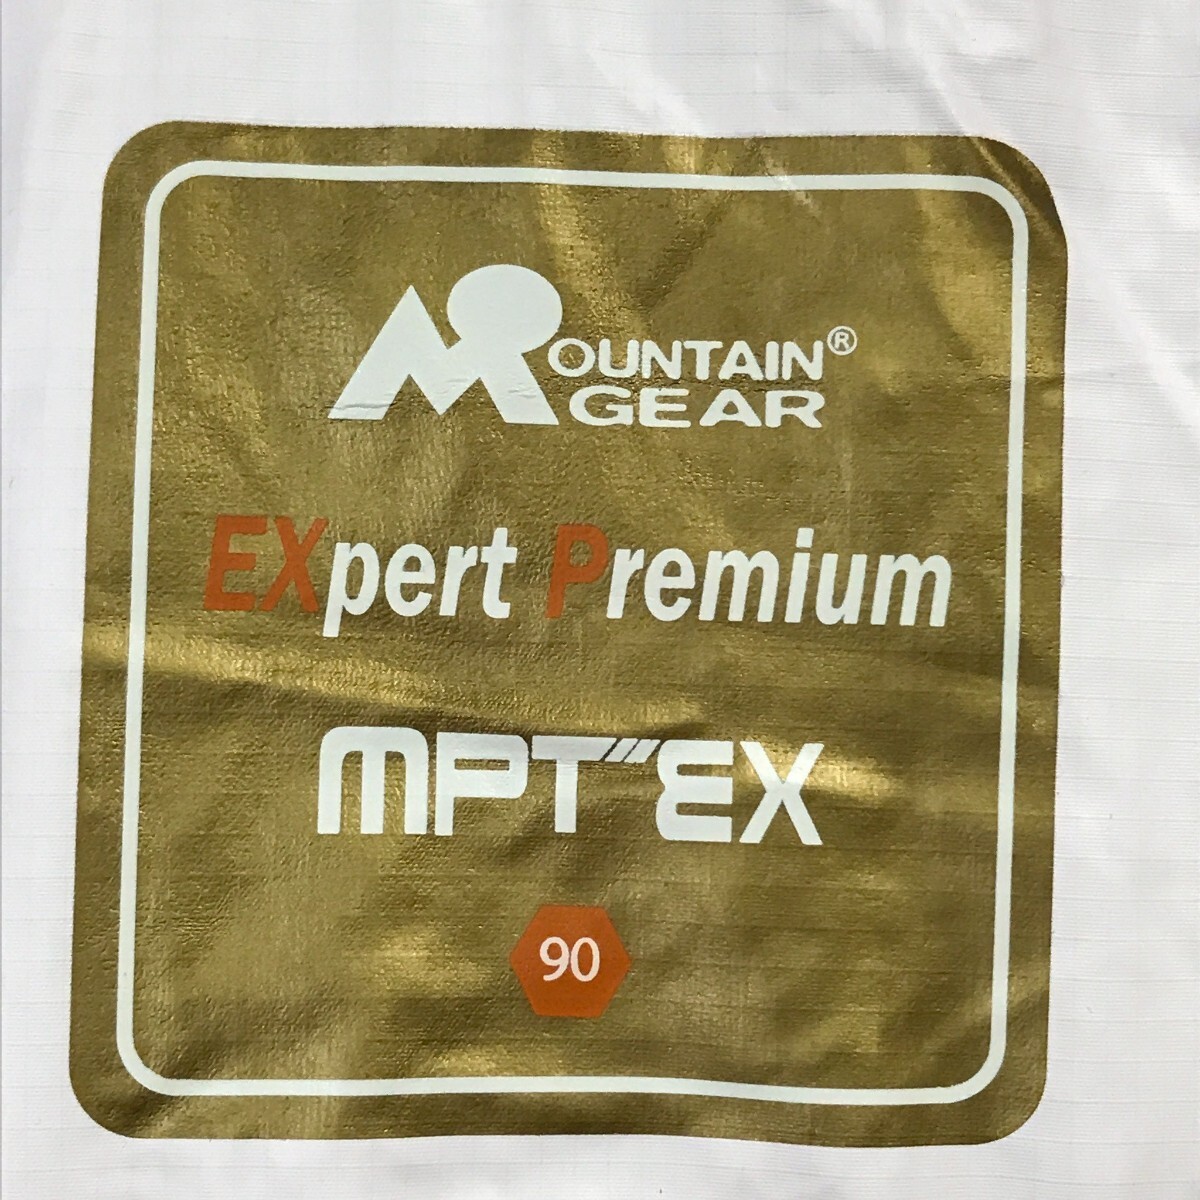 MOUNTAIN®
GEAR
EXpert Premium
MPT EX
90